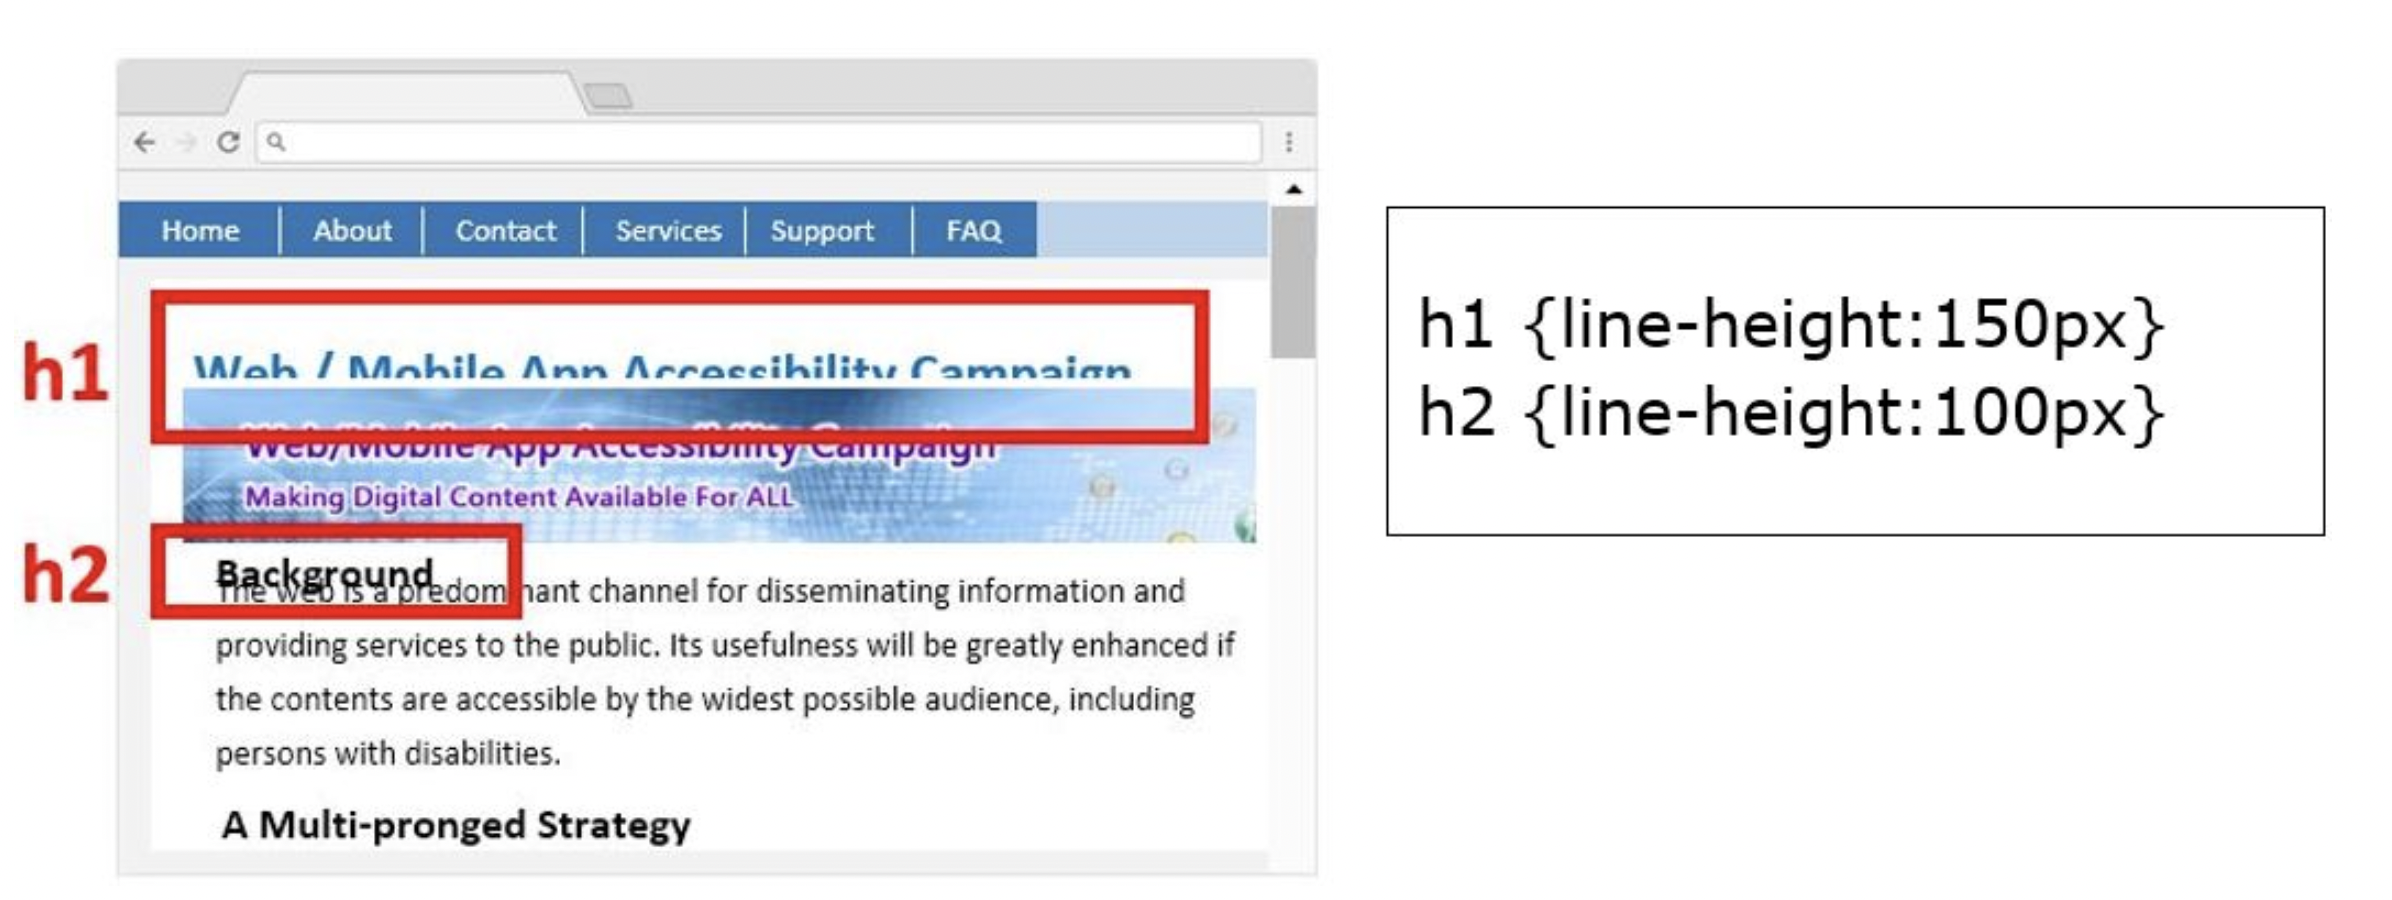 Home About Contact Services Support FAQ
h1
Web / Mobile App Accessibility Campaign
Web/Mobile App Accessibility Campaign
Making Digital Content Available For ALL
h2
Background
The web is a predominant channel for disseminating information and
providing services to the public. Its usefulness will be greatly enhanced if
the contents are accessible by the widest possible audience, including
persons with disabilities.
A Multi-pronged Strategy
h1 {line-height:150px}
h2 {line-height:100px}